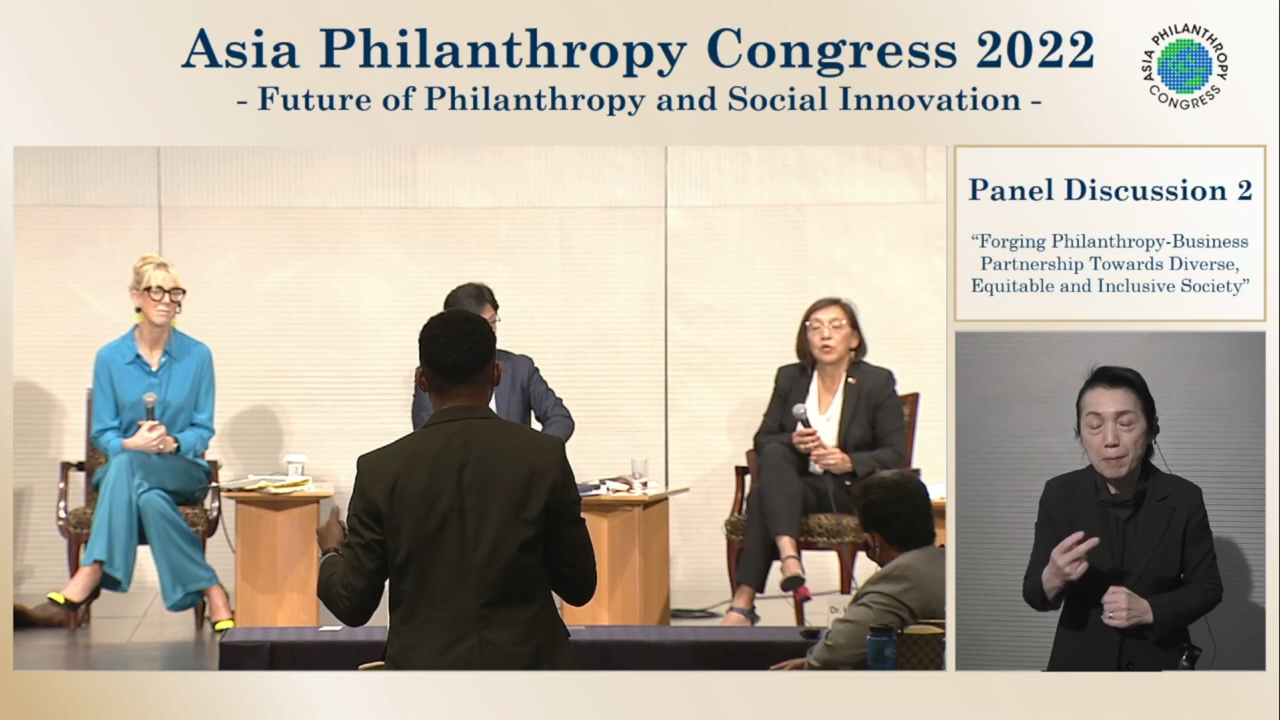 Asia Philanthropy Congress 2022
- Future of Philanthropy and Social Innovation -
ASIA PHILANTHROPY
CONGRESS
Panel Discussion 2
“Forging Philanthropy-Business
Partnership Towards Diverse,
Equitable and Inclusive Society”
Dr.